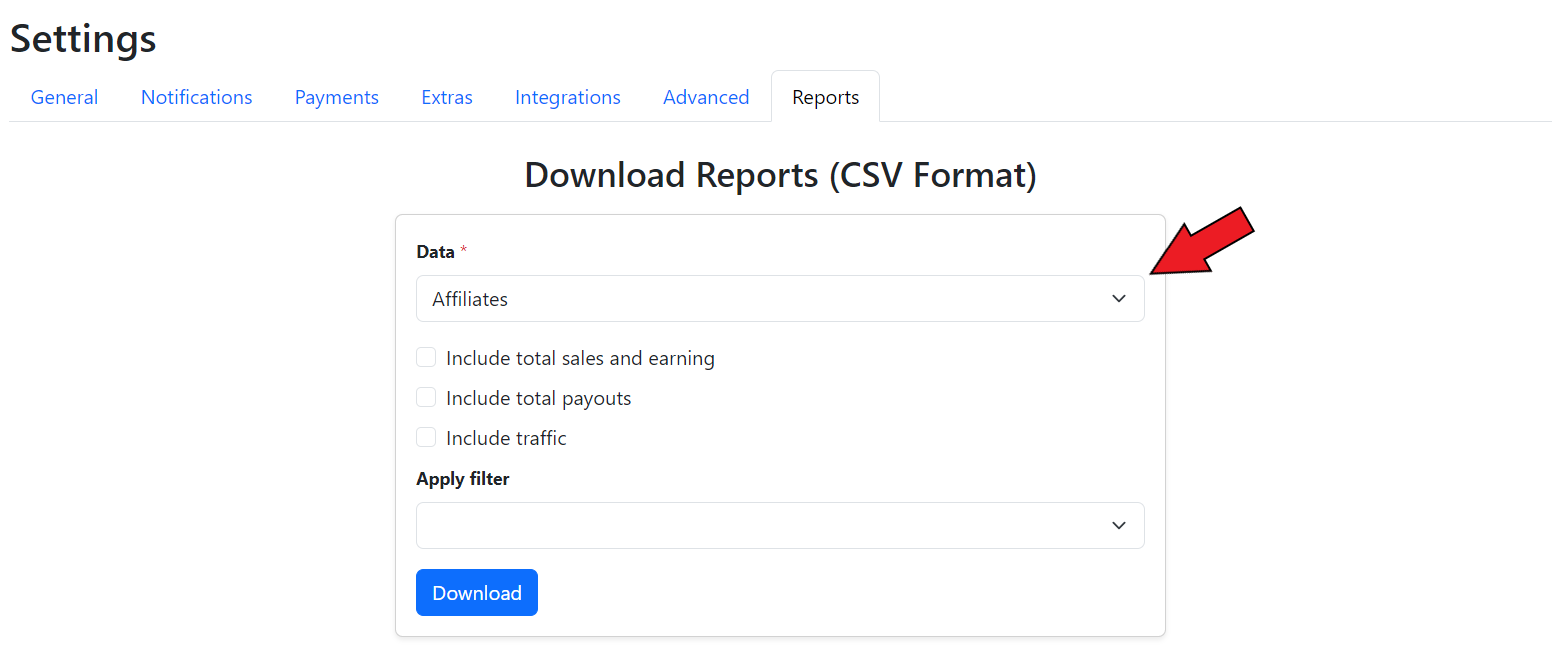 Settings
General Notifications Payments Extras Integrations Advanced Reports
Download Reports (CSV Format)
Data *
Affiliates
Include total sales and earning
Include total payouts
Include traffic
Apply filter
Download